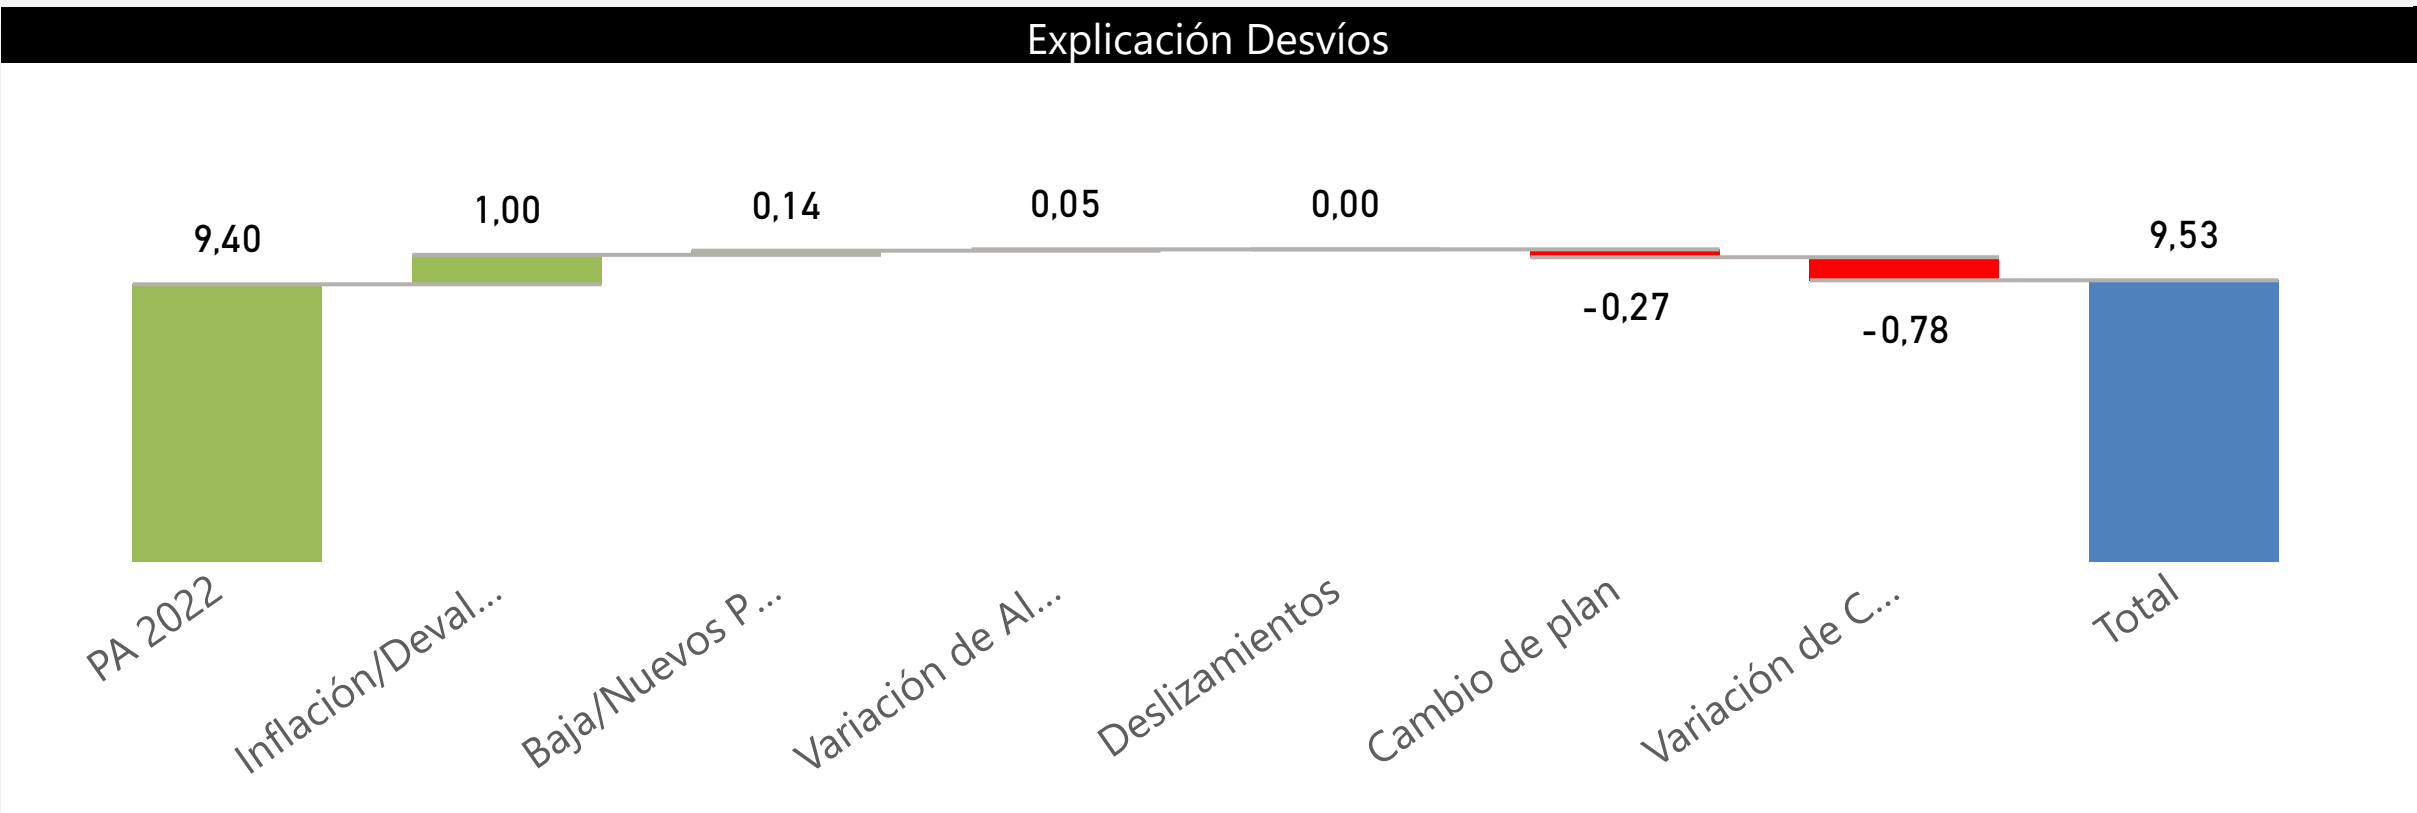 Explicación Desvíos
9,40
1,00
0,14
0,05
0,00
-0,27
-0,78
9,53
PA 2022
Inflación/Deval...
Baja/Nuevos P...
Variación de Al...
Deslizamientos
Cambio de plan
Variación de C...
Total